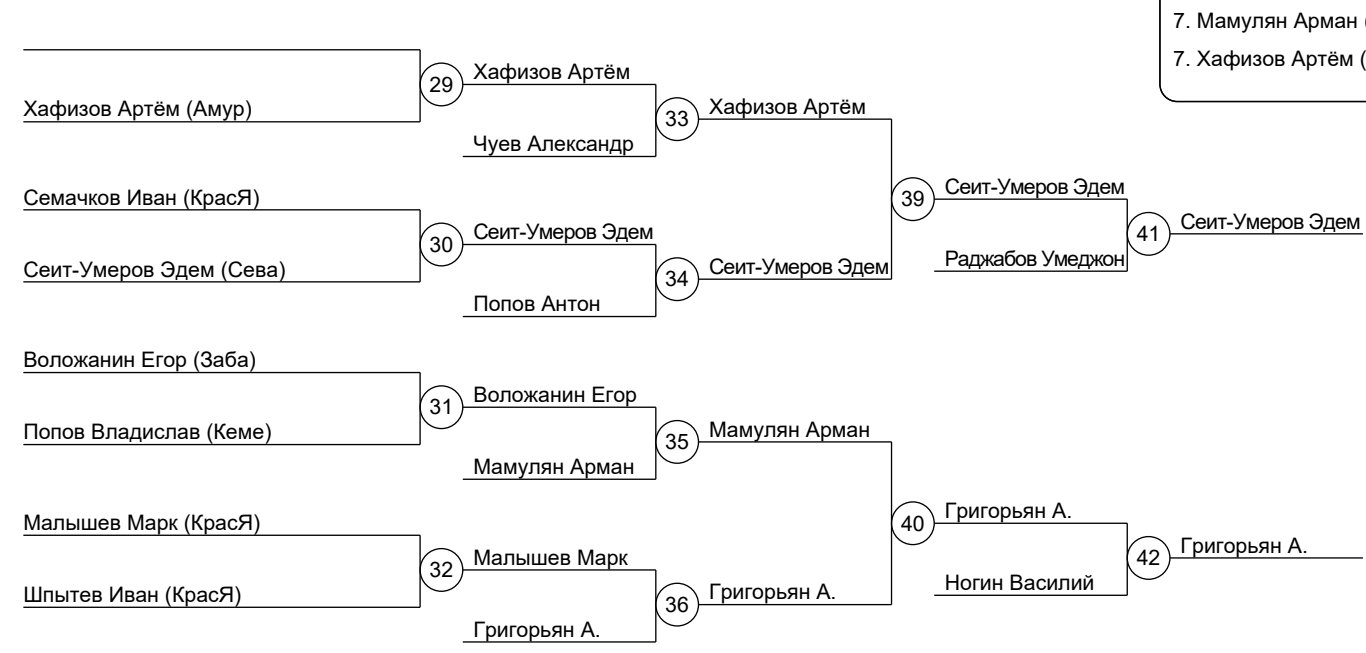 7. Мамулян Арман (
7. Хафизов Артём (
29
Хафизов Артём
Хафизов Артём (Амур)
33
Хафизов Артём
Чуев Александр
Семачков Иван (КрасЯ)
39
Сеит-Умеров Эдем
30
Сеит-Умеров Эдем
41
Сеит-Умеров Эдем
Сеит-Умеров Эдем (Сева)
34
Сеит-Умеров Эдем
Раджабов Умеджон
Попов Антон
Воложанин Егор (Заба)
31
Воложанин Егор
Попов Владислав (Кеме)
35
Мамулян Арман
Мамулян Арман
Малышев Марк (КрасЯ)
40
Григорьян А.
32
Малышев Марк
42
Григорьян А.
Шпытев Иван (КрасЯ)
36
Григорьян А.
Ногин Василий
Григорьян А.